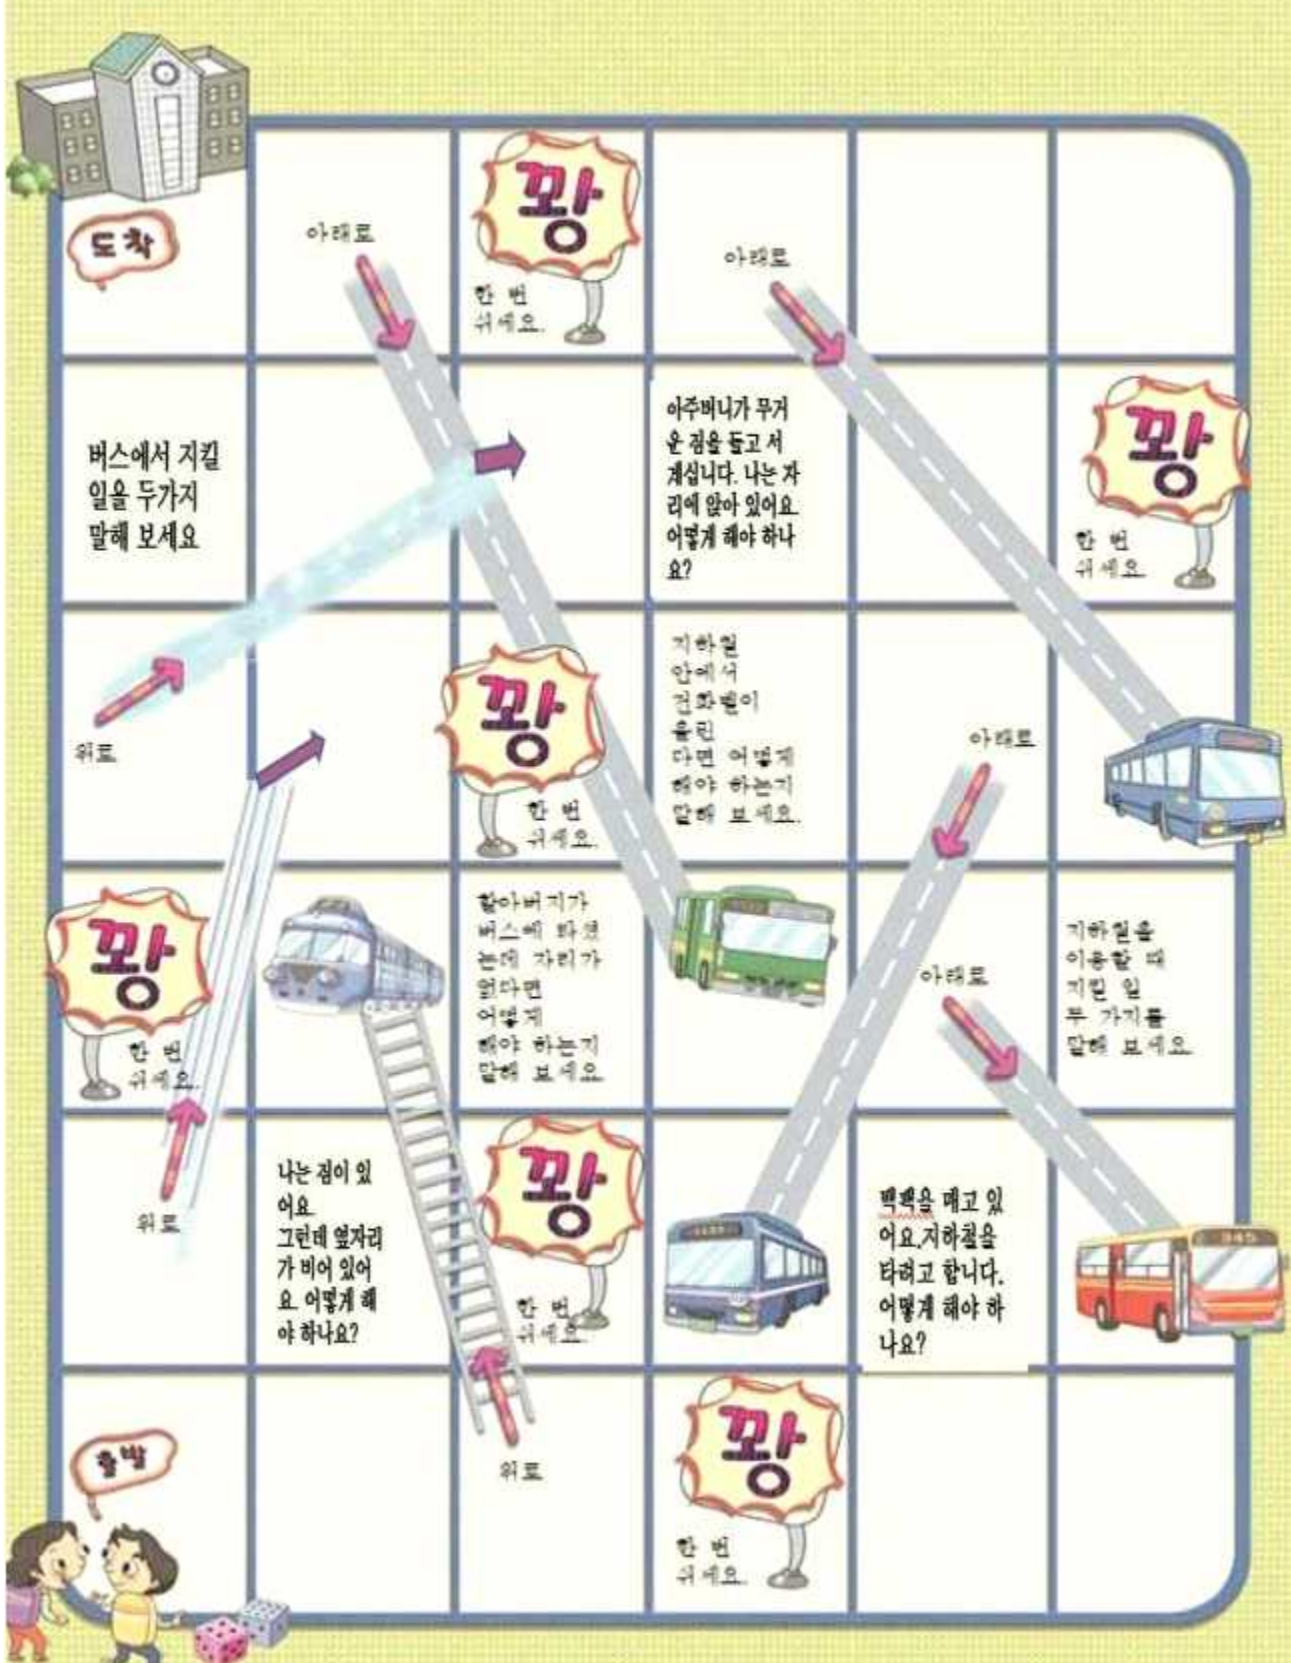 도착
아래로
꽝
한 번
쉬세요.
아래로
버스에서 지킬
일을 두가지
말해 보세요
아주머니가 무거
운 짐을 들고 서
계십니다. 나는 자
리에 앉아 있어요.
어떻게 해야 하나
요?
꽝
한 번
쉬세요.
위로
꽝
한 번
쉬세요.
지하철
안에서
전화벨이
울린
다면 어떻게
해야 하는지
말해 보세요.
아래로
꽝
한 번
쉬세요.
할아버지가
버스에 타셨
는데 자리가
없다면
어떻게
해야 하는지
말해 보세요.
아래로
지하철을
이용할 때
지킬 일
두 가지를
말해 보세요.
위로
나는 짐이 있
어요.
그런데 옆자리
가 비어 있어
요. 어떻게 해
야 하나요?
꽝
한 번
쉬세요.
백팩을 매고 있
어요.지하철을
타려고 합니다.
어떻게 해야 하
나요?
345
출발
위로
꽝
한 번
쉬세요.